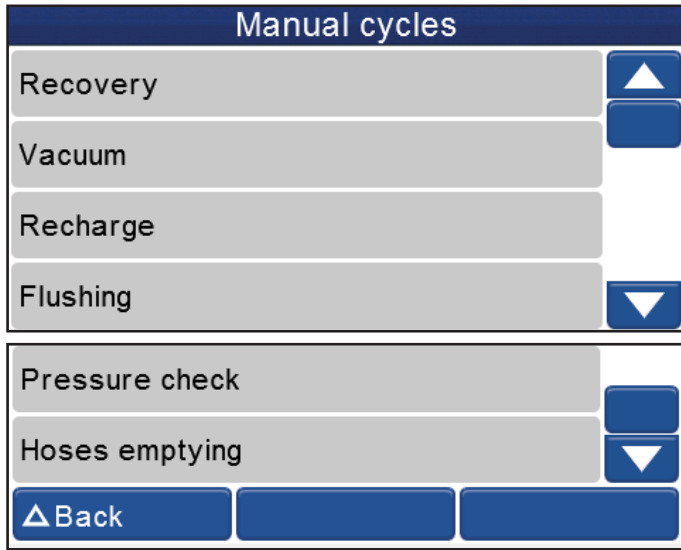 Manual cycles
Recovery
Vacuum
Recharge
Flushing
Pressure check
Hoses emptying
Back